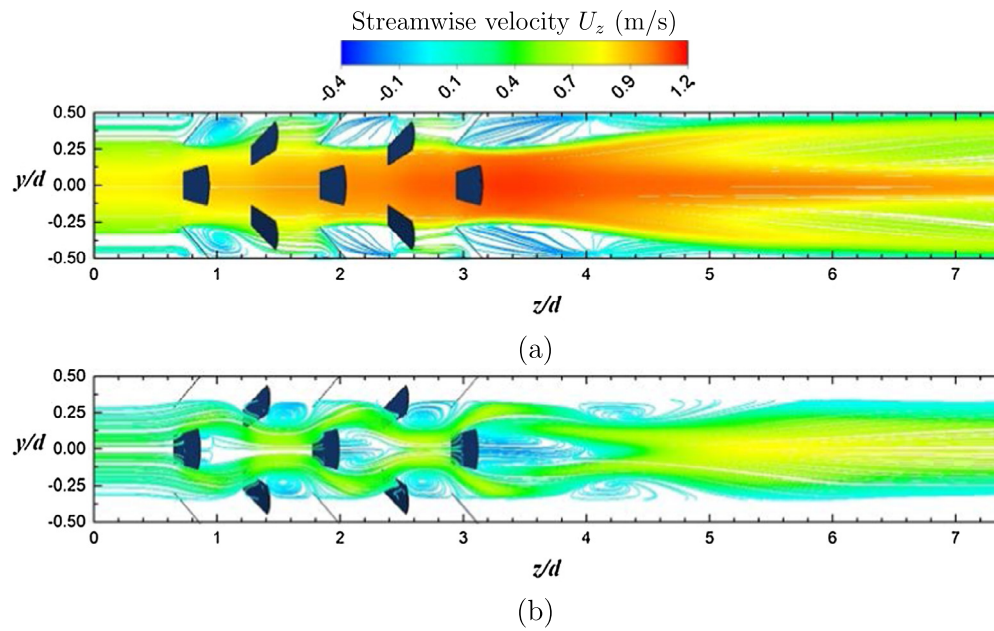 Streamwise velocity U_z (m/s)
-0.4 -0.1 0.1 0.4 0.7 0.9 1.2
0.50
0.25
y/d 0.00
-0.25
-0.50
0 1 2 3 4 5 6 7
z/d
(a)
0.50
0.25
y/d 0.00
-0.25
-0.50
0 1 2 3 4 5 6 7
z/d
(b)